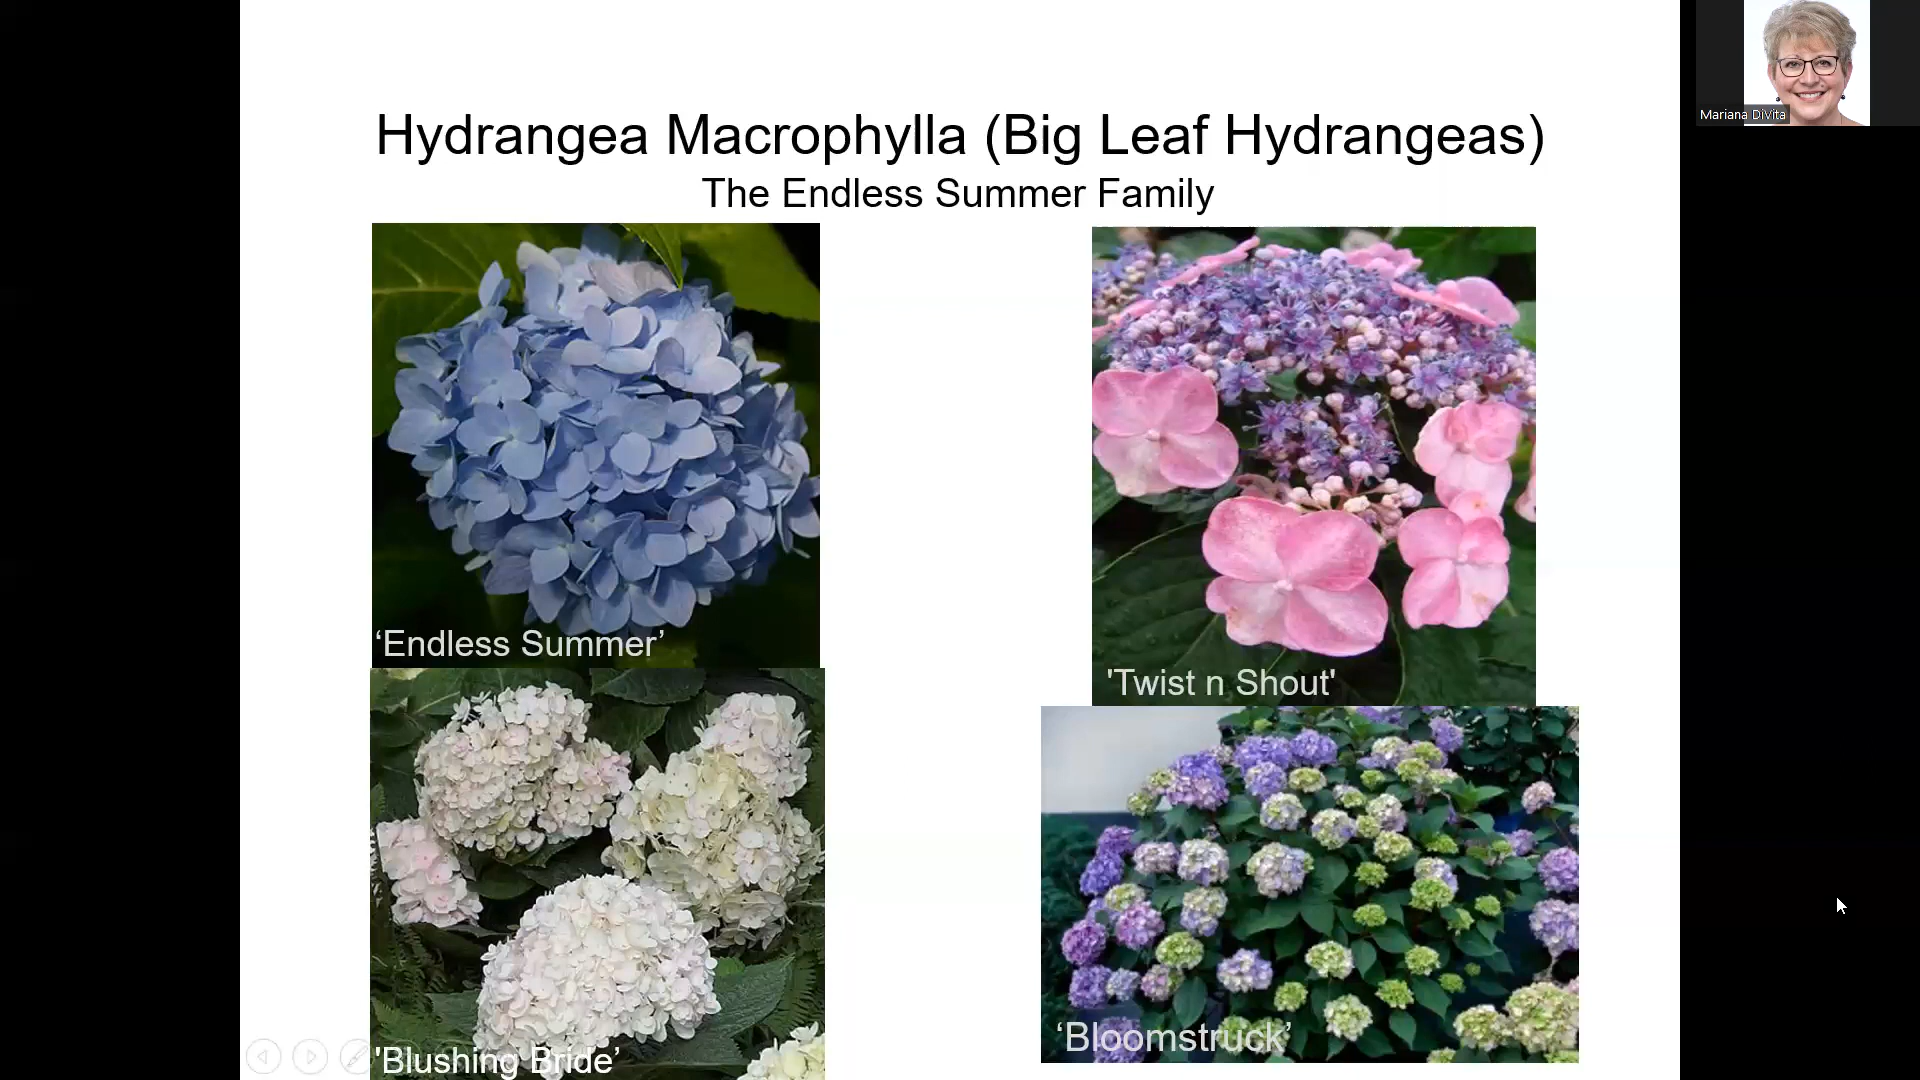 Hydrangea Macrophylla (Big Leaf Hydrangeas)
The Endless Summer Family
‘Endless Summer’
'Twist n Shout'
'Blushing Bride’
‘Bloomstruck’
Mariana DiVita